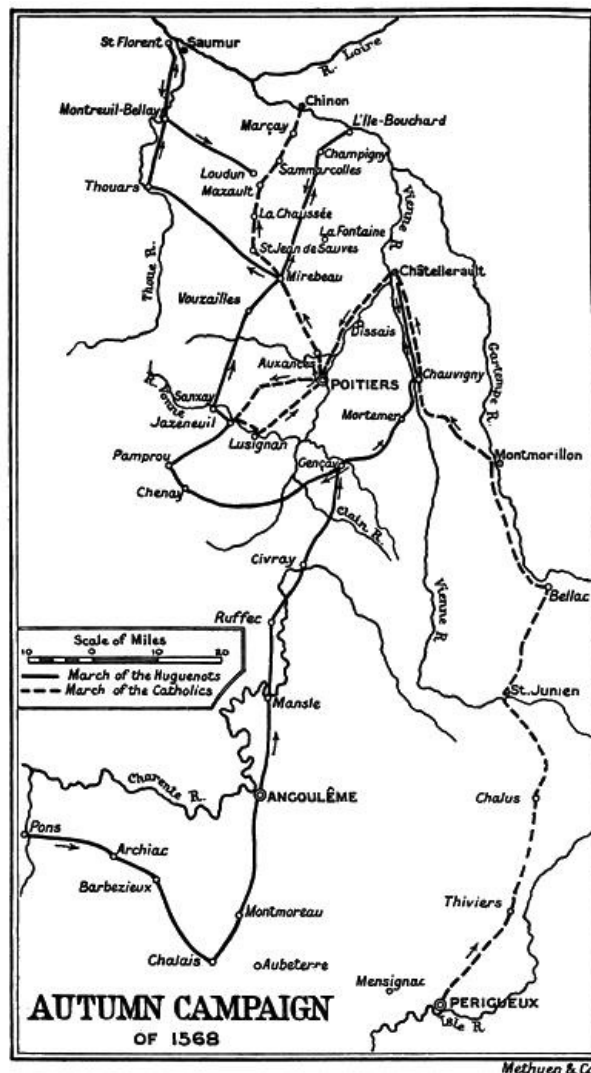 St Florent
Saumur
R. Loire
Montreuil-Bellay
Chinon
Marçay
L'Ile-Bouchard
Loudun
Champigny
Sammarcolles
Mazault
Thouars
La Chaussée
Vienne R.
La Fontaine
St Jean de Sauves
Thoue R.
Mirebeau
Châtellerault
Vouzailles
Dissais
Gartempe R.
Auxances
R. Vonne
Sanxay
POITIERS
Chauvigny
Jazeneuil
Mortemer
Lusignan
Pamprou
Gençay
Montmorillon
Chenay
Clain R.
Civray
Bellac
Ruffec
Vienne R
Scale of Miles
10 0 10 20
March of the Huguenots
March of the Catholics
Mansle
St. Junien
Charente R.
ANGOULÊME
Chalus
Pons
Archiac
Barbezieux
Montmoreau
Thiviers
Chalais
Aubeterre
Mensignac
AUTUMN CAMPAIGN
OF 1568
PERIGUEUX
Isle R.
Methuen & Co